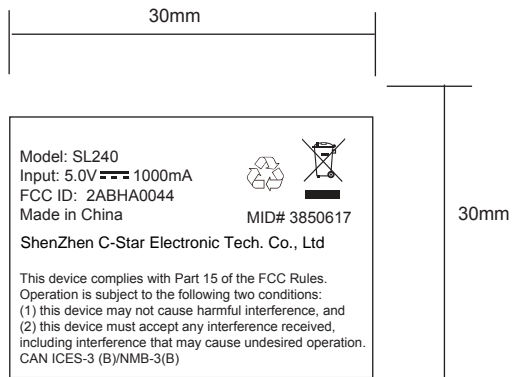 30mm
30mm
Model: SL240
Input: 5.0V 1000mA
FCC ID: 2ABHA0044
Made in China
MID# 3850617
ShenZhen C-Star Electronic Tech. Co., Ltd
This device complies with Part 15 of the FCC Rules.
Operation is subject to the following two conditions:
(1) this device may not cause harmful interference, and
(2) this device must accept any interference received,
including interference that may cause undesired operation.
CAN ICES-3 (B)/NMB-3(B)